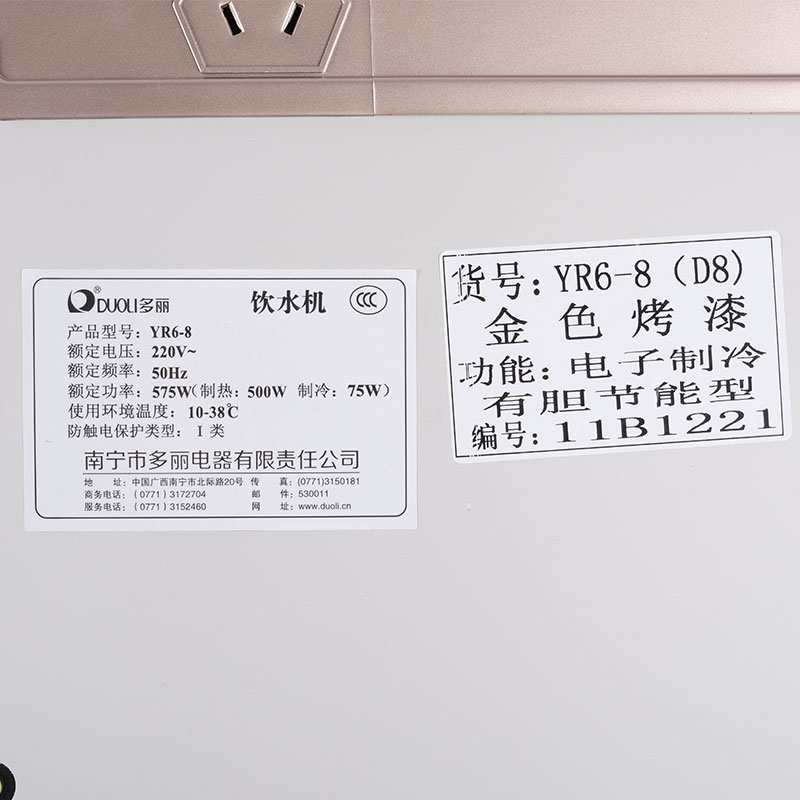 DUOLI多丽® 饮水机 CCC
产品型号: YR6-8
额定电压: 220V~
额定频率: 50Hz
额定功率: 575W(制热: 500W 制冷: 75W)
使用环境温度: 10-38℃
防触电保护类型: I 类
南宁市多丽电器有限责任公司
地 址: 中国广西南宁市北际路20号 传 真: (0771)3150181
商务电话: (0771) 3172704 邮 件: 530011
服务电话: (0771) 3152460 网 址: www.duoli.cn
货号: YR6-8 (D8)
金色烤漆
功能: 电子制冷
有胆节能型
编号: 11B1221